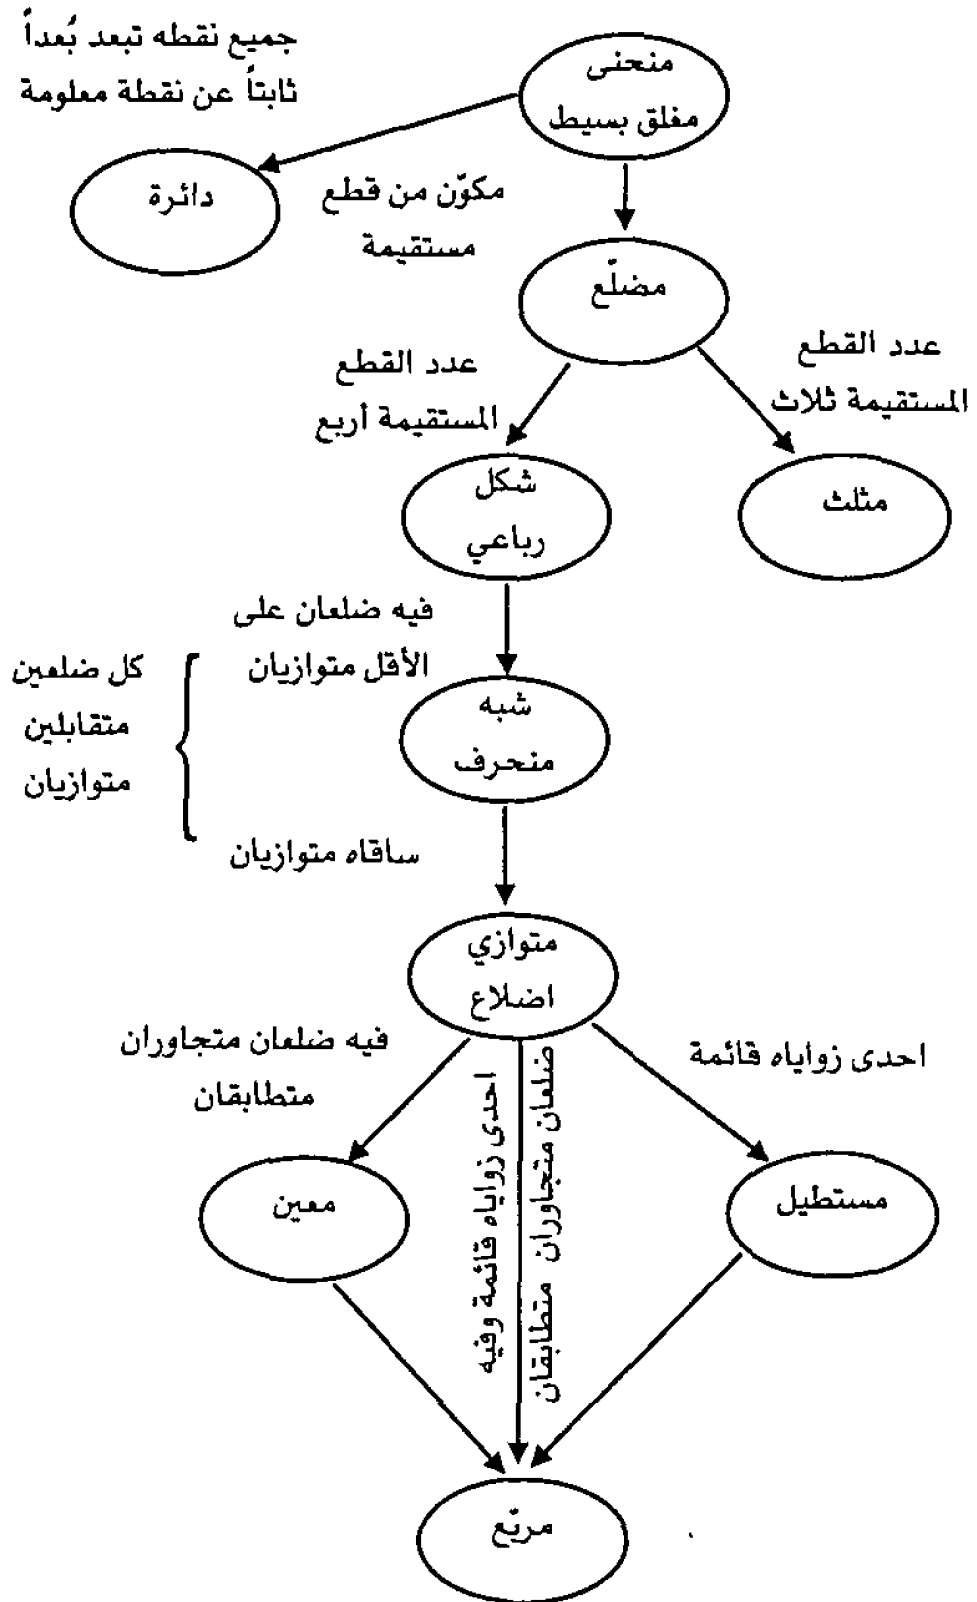 جميع نقطه تبعد بُعداً
ثابتاً عن نقطة معلومة
منحنى
مغلق بسيط
دائرة
مكوّن من قطع
مستقيمة
مضلّع
عدد القطع
المستقيمة ثلاث
عدد القطع
المستقيمة أربع
مثلث
شكل
رباعي
فيه ضلعان على
الأقل متوازيان
كل ضلعين
متقابلين
متوازيان
شبه
منحرف
ساقاه متوازيان
متوازي
اضلاع
احدى زواياه قائمة
فيه ضلعان متجاوران
متطابقان
احدى زواياه قائمة وفيه
ضلعان متجاوران متطابقان
مستطيل
معين
مربّع